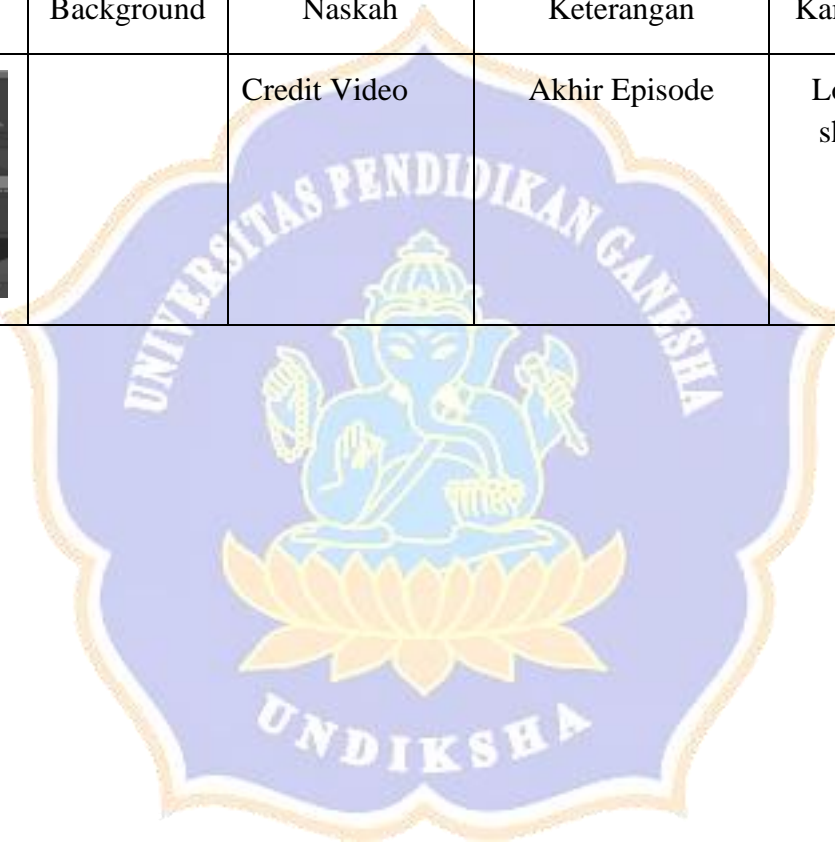 Background Naskah Keterangan
Credit Video Akhir Episode
UNIVERSITAS PENDIDIKAN GANESHA
UNDIKSHA